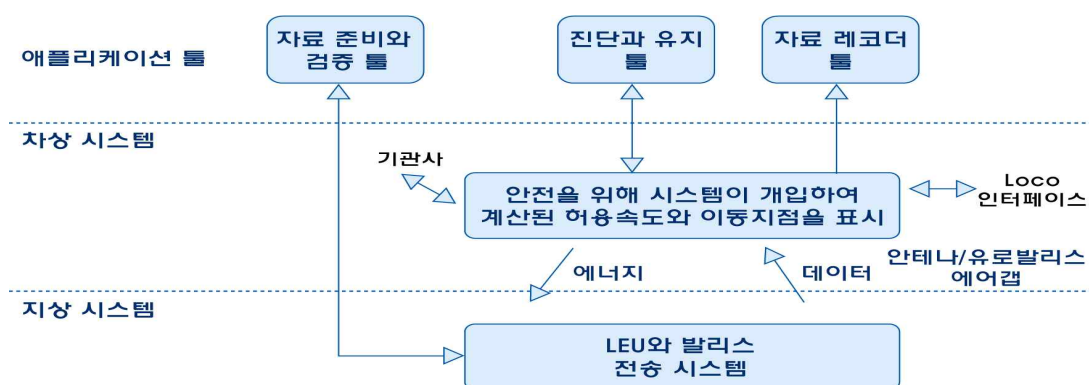 자료 준비와
검증 툴
진단과 유지
툴
자료 레코더
툴
애플리케이션 툴
차상 시스템
기관사
안전을 위해 시스템이 개입하여
계산된 허용속도와 이동지점을 표시
Loco
인터페이스
에너지
데이터
안테나/유로발리스
에어갭
지상 시스템
LEU와 발리스
전송 시스템